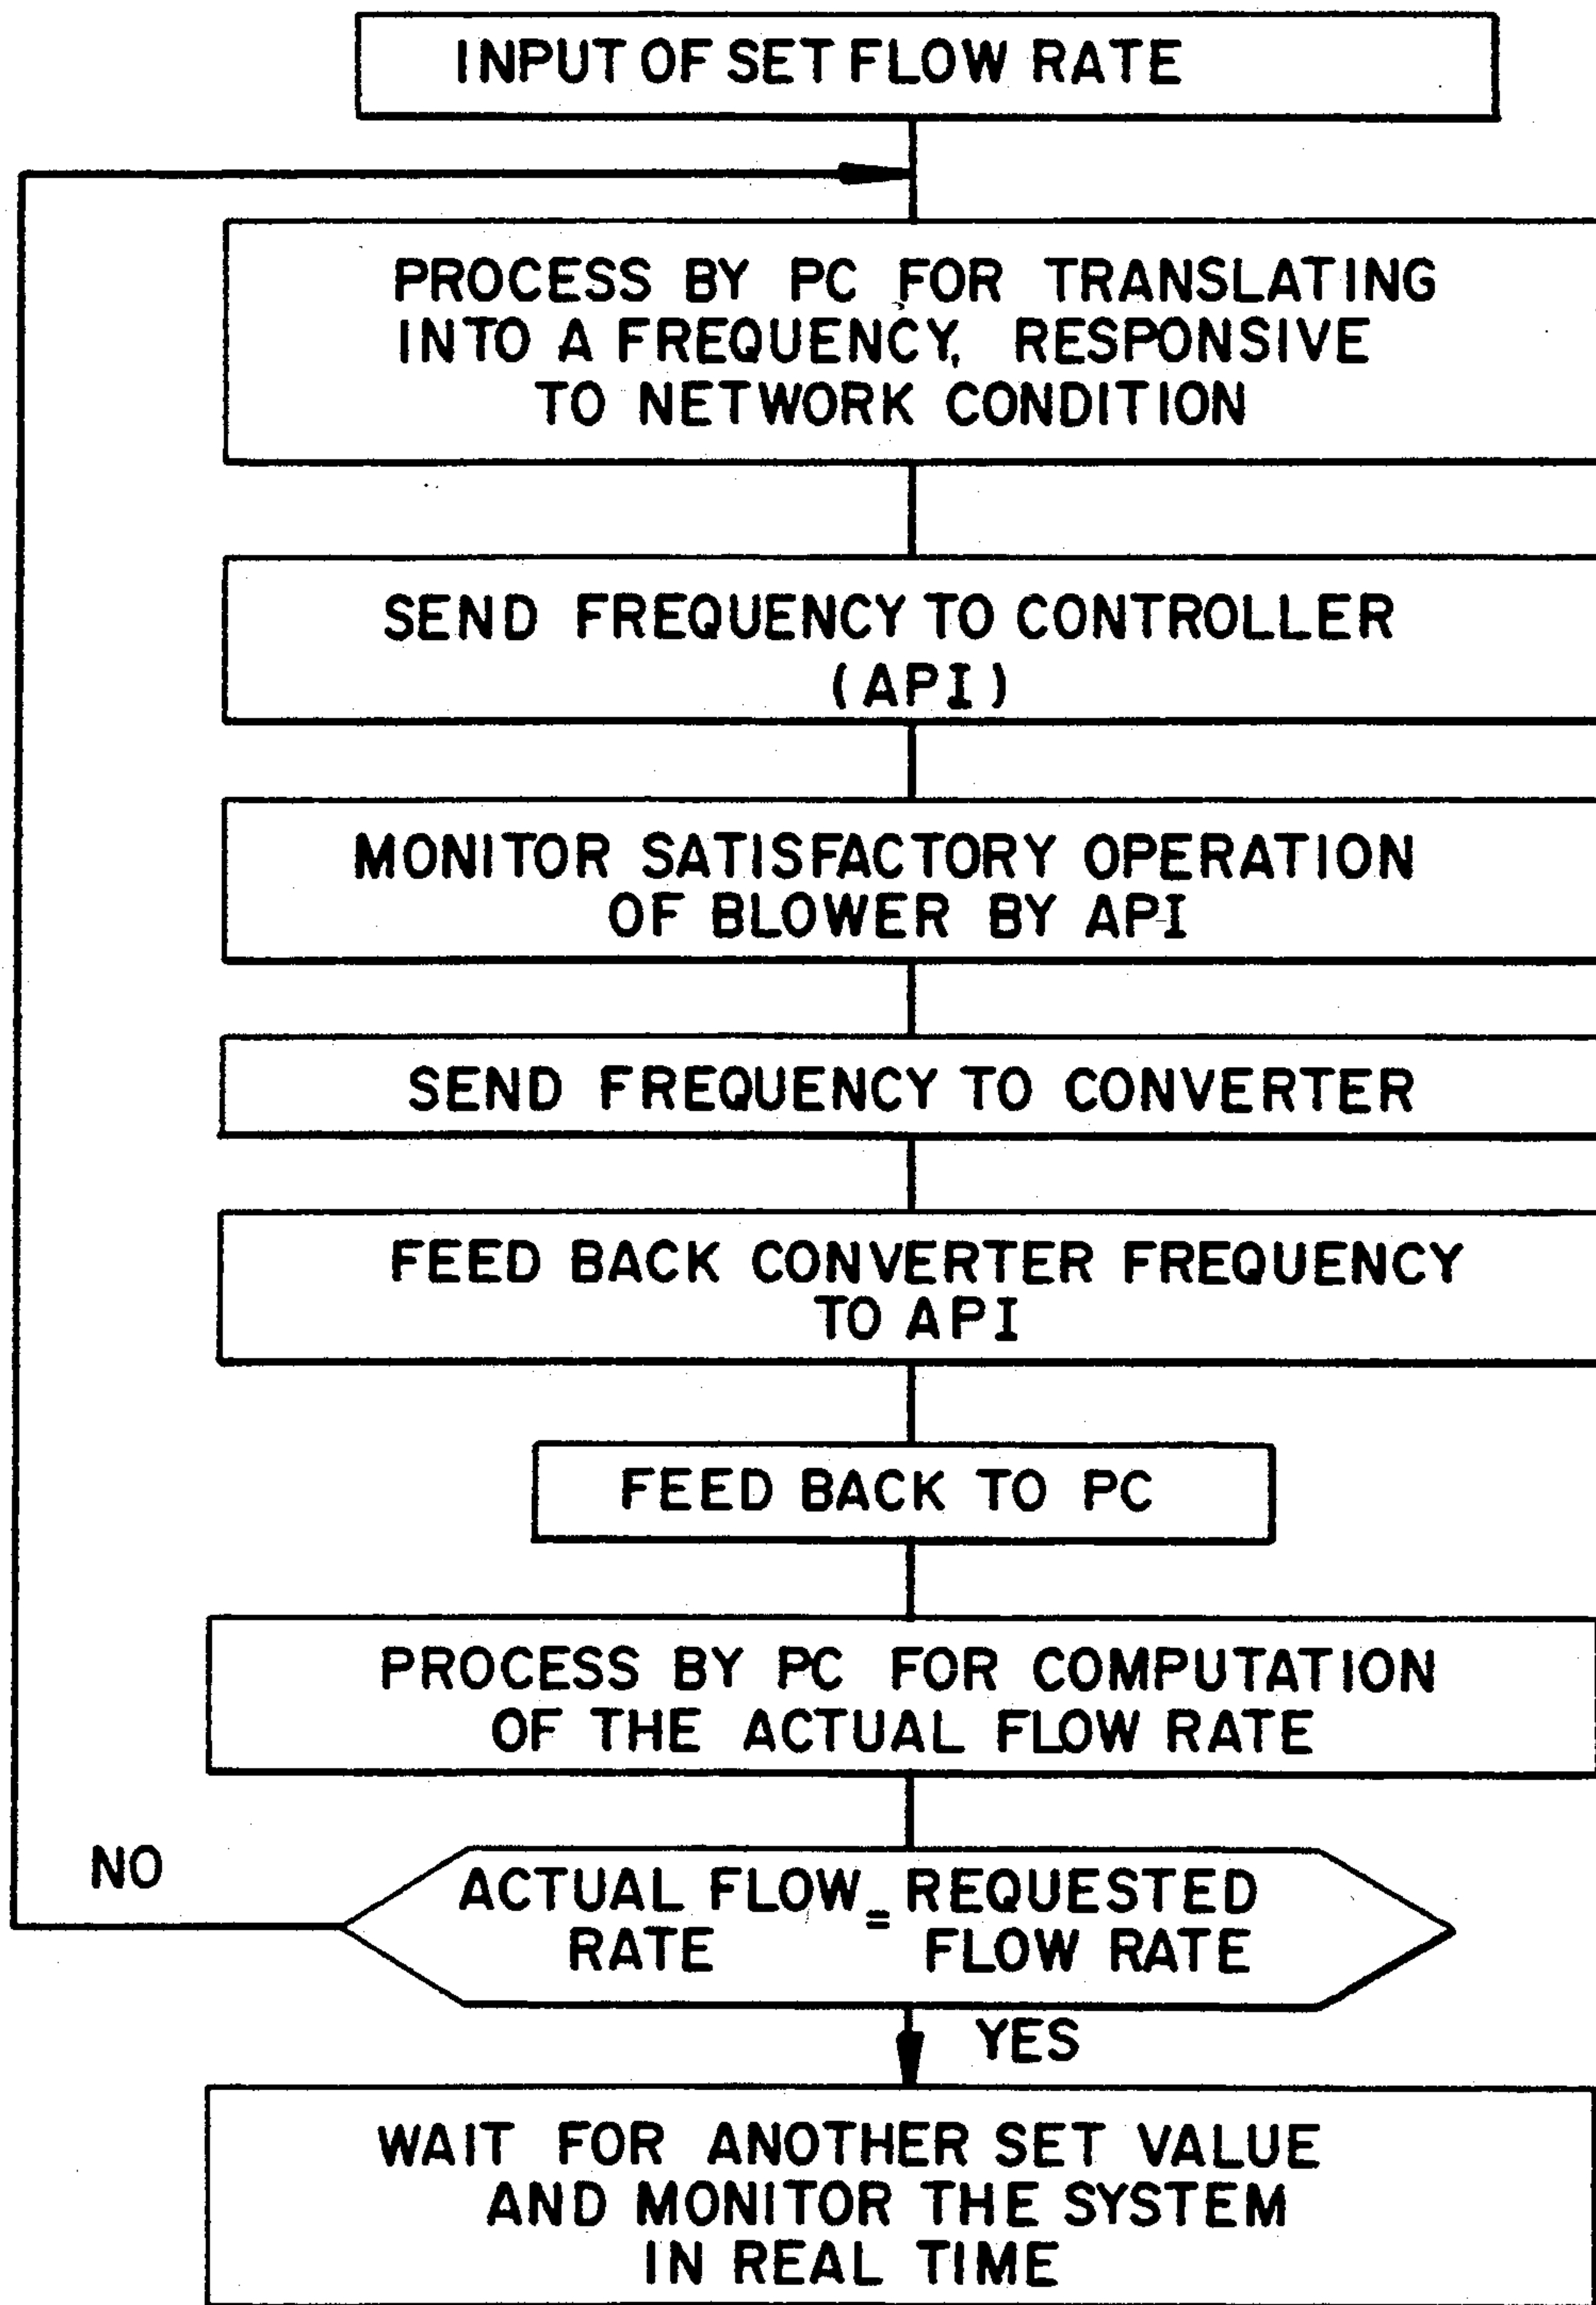 INPUT OF SET FLOW RATE
PROCESS BY PC FOR TRANSLATING
INTO A FREQUENCY, RESPONSIVE
TO NETWORK CONDITION
SEND FREQUENCY TO CONTROLLER
(API)
MONITOR SATISFACTORY OPERATION
OF BLOWER BY API
SEND FREQUENCY TO CONVERTER
FEED BACK CONVERTER FREQUENCY
TO API
FEED BACK TO PC
PROCESS BY PC FOR COMPUTATION
OF THE ACTUAL FLOW RATE
NO
ACTUAL FLOW = REQUESTED
RATE FLOW RATE
YES
WAIT FOR ANOTHER SET VALUE
AND MONITOR THE SYSTEM
IN REAL TIME